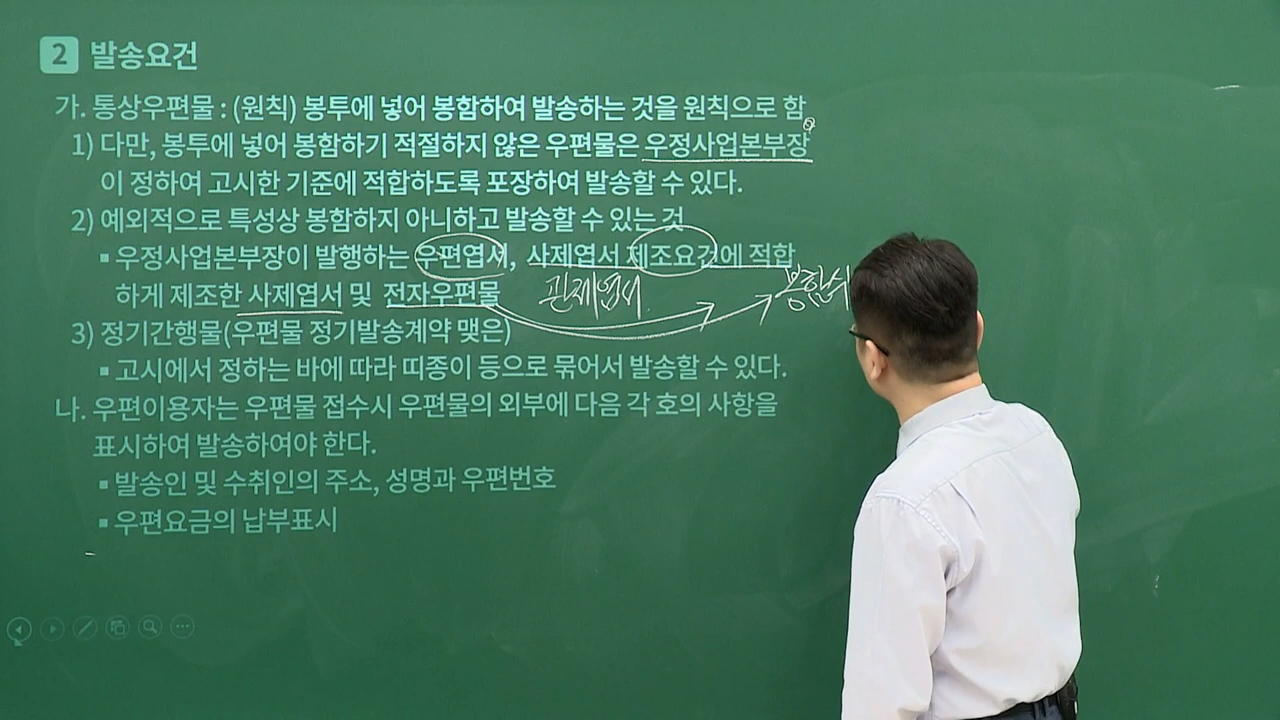 2 발송요건
가. 통상우편물 : (원칙) 봉투에 넣어 봉함하여 발송하는 것을 원칙으로 함
1) 다만, 봉투에 넣어 봉함하기 적절하지 않은 우편물은 우정사업본부장
이 정하여 고시한 기준에 적합하도록 포장하여 발송할 수 있다.
2) 예외적으로 특성상 봉함하지 아니하고 발송할 수 있는 것
▪ 우정사업본부장이 발행하는 우편엽서, 사제엽서 제조요건에 적합
하게 제조한 사제엽서 및 전자우편물
관제엽서
봉함
3) 정기간행물(우편물 정기발송계약 맺은)
▪ 고시에서 정하는 바에 따라 띠종이 등으로 묶어서 발송할 수 있다.
나. 우편이용자는 우편물 접수시 우편물의 외부에 다음 각 호의 사항을
표시하여 발송하여야 한다.
▪ 발송인 및 수취인의 주소, 성명과 우편번호
▪ 우편요금의 납부표시